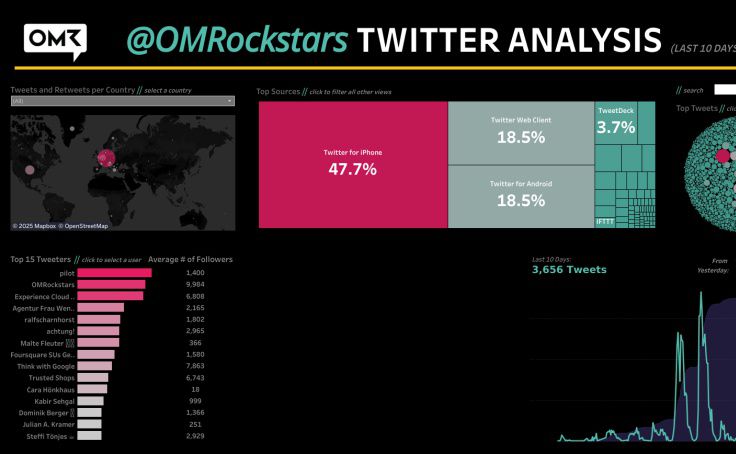 OMR
@OMRockstars TWITTER ANALYSIS (LAST 10 DAYS
Tweets and Retweets per Country // select a country
(All)
© 2025 Mapbox © OpenStreetMap
Top Sources // click to filter all other views
Twitter for iPhone
47.7%
Twitter Web Client
18.5%
Twitter for Android
18.5%
TweetDeck
3.7%
IFTTT
// search
Top Tweets // clic
Top 15 Tweeters // click to select a user Average # of Followers
pilot 1,400
OMRockstars 9,984
Experience Cloud .. 6,808
Agentur Frau Wen.. 2,165
ralfscharnhorst 1,802
achtung! 2,965
Malte Fleuter 366
Foursquare SUs Ge.. 1,580
Think with Google 7,863
Trusted Shops 6,743
Cara Hönkhaus 18
Kabir Sehgal 999
Dominik Berger 1,366
Julian A. Kramer 251
Steffi Tönjes 2,929
Last 10 Days:
3,656 Tweets
From
Yesterday: